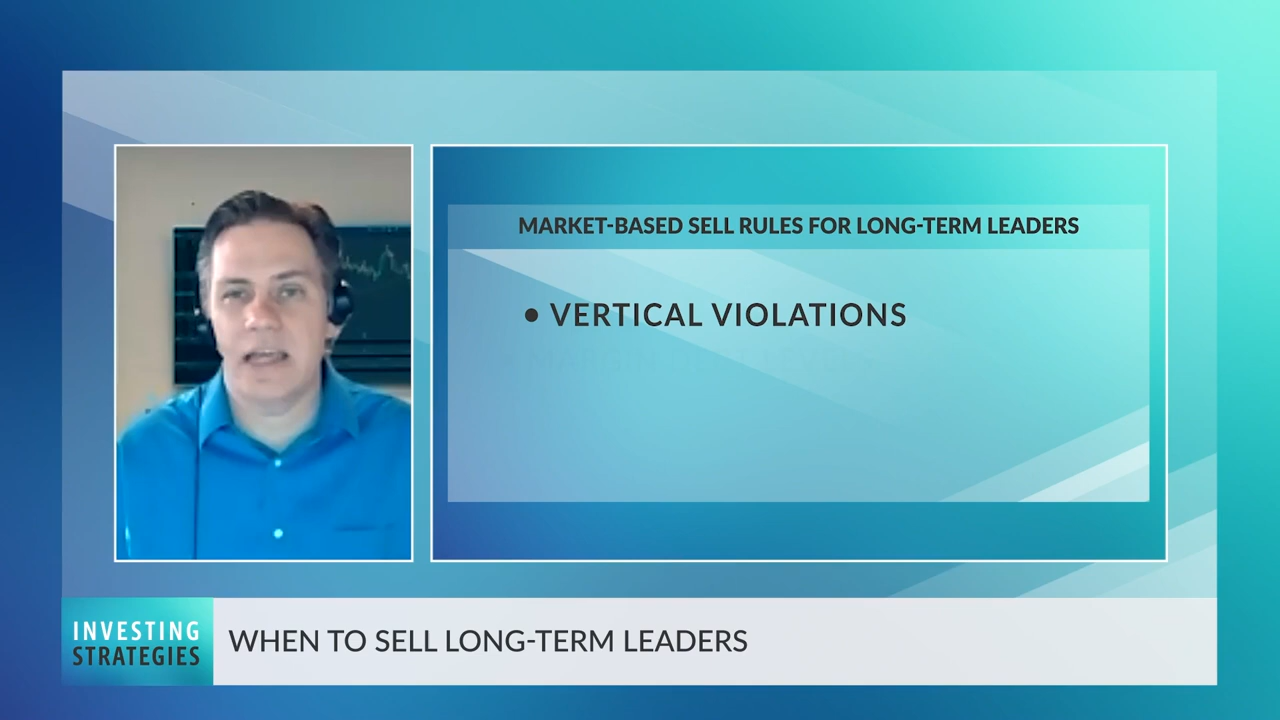 MARKET-BASED SELL RULES FOR LONG-TERM LEADERS
• VERTICAL VIOLATIONS
INVESTING
STRATEGIES
WHEN TO SELL LONG-TERM LEADERS